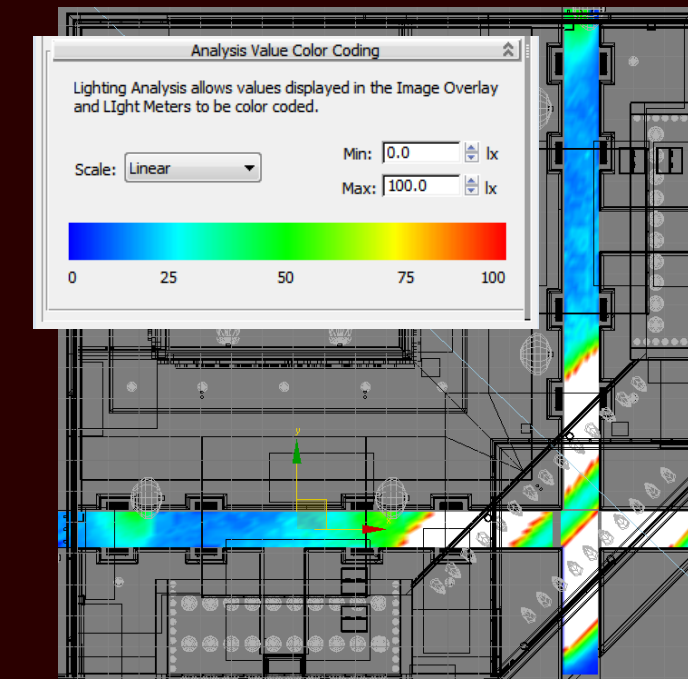 Analysis Value Color Coding
Lighting Analysis allows values displayed in the Image Overlay
and LIght Meters to be color coded.
Scale: Linear
Min: 0.0 lx
Max: 100.0 lx
0 25 50 75 100
y